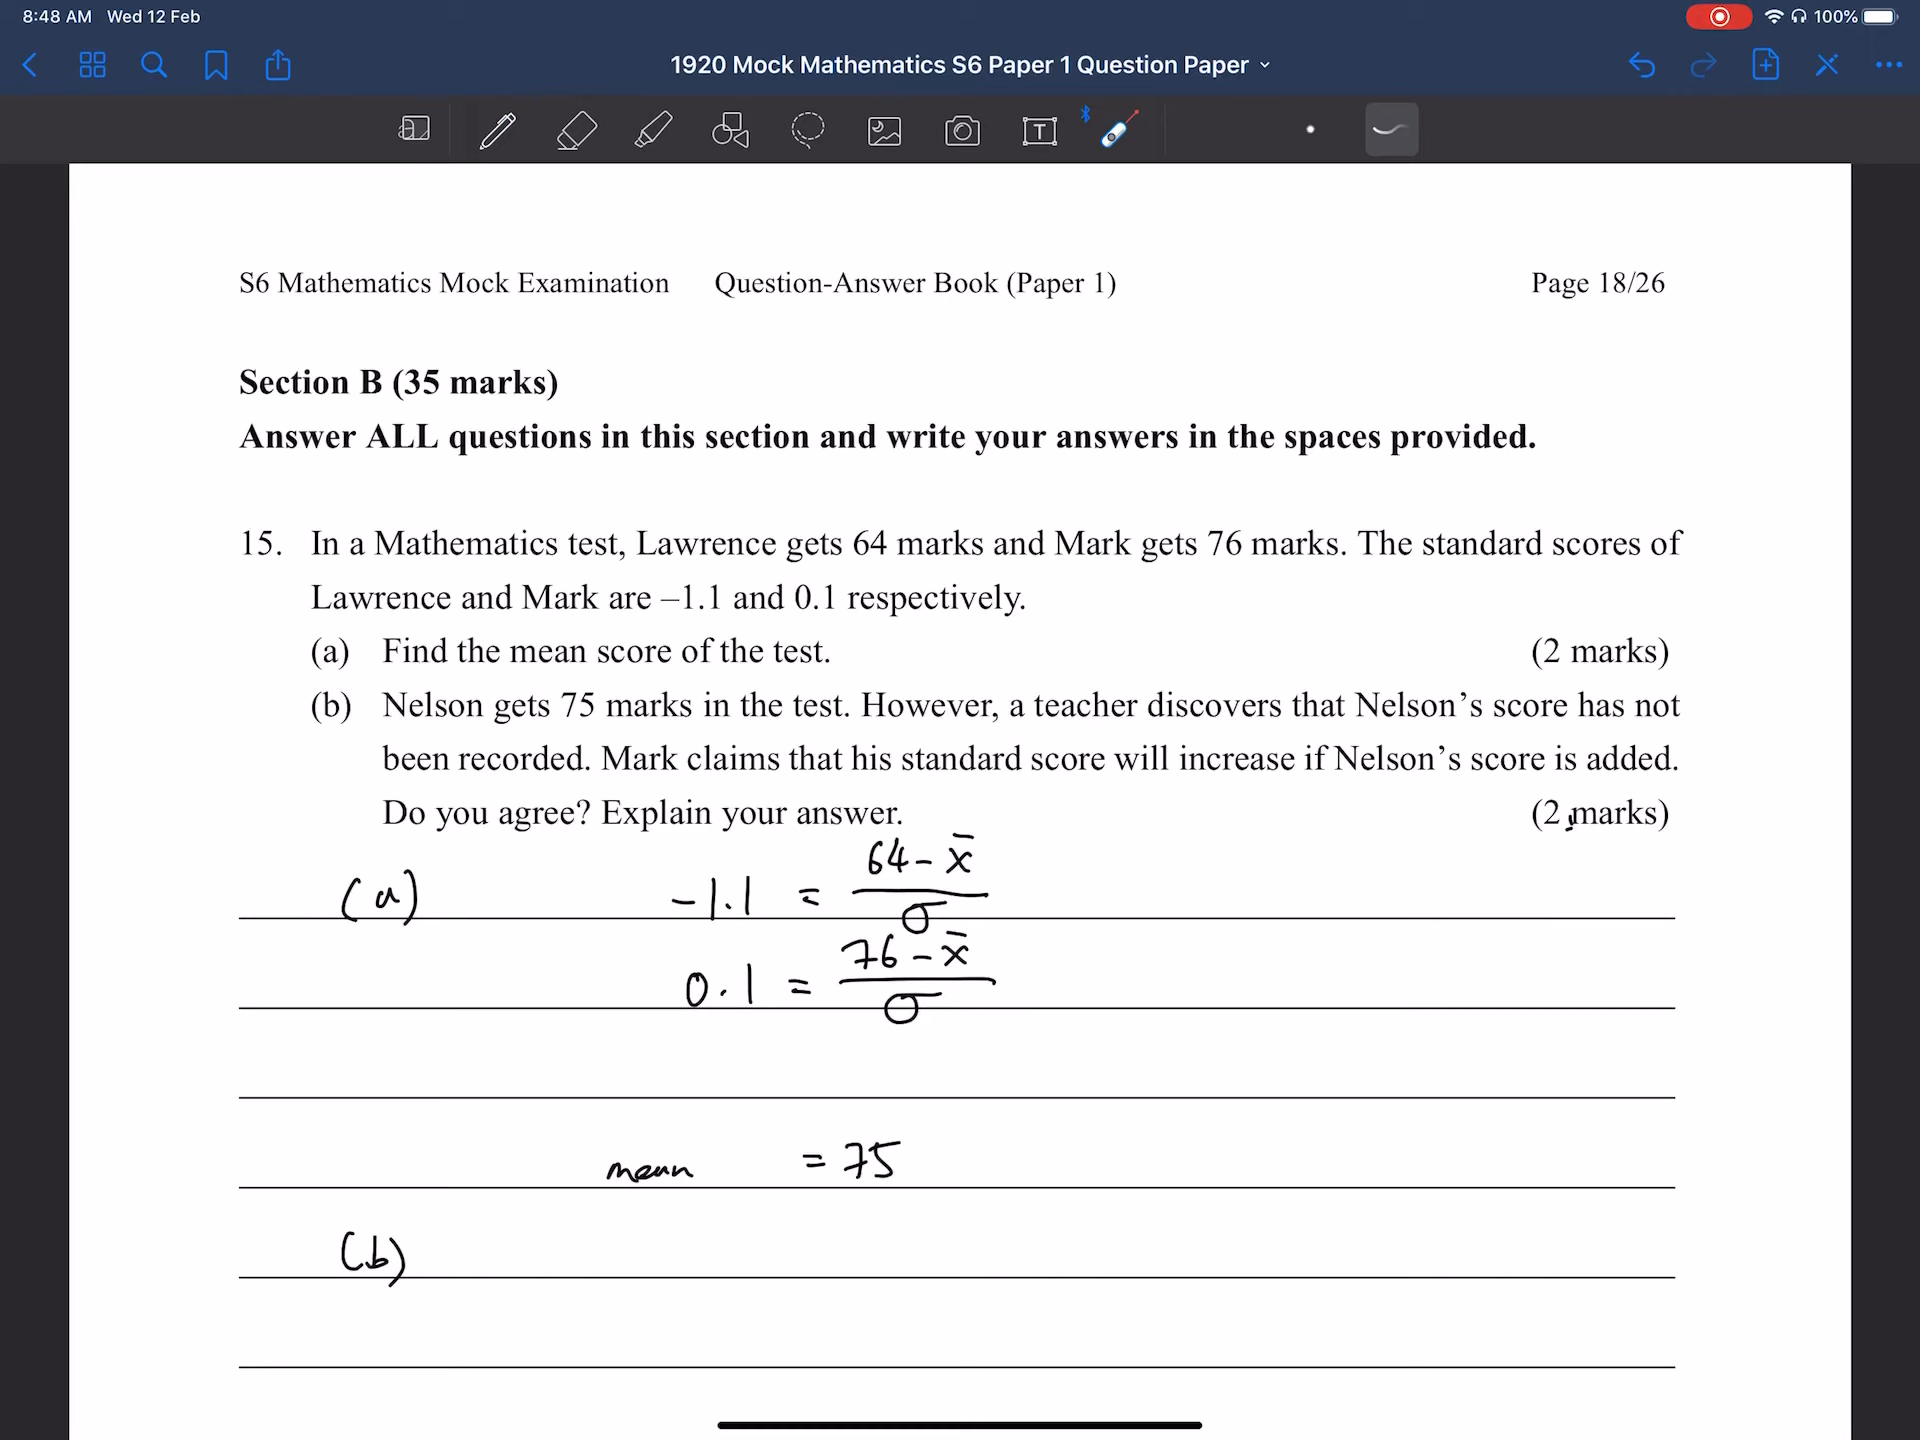 8:48 AM Wed 12 Feb
100%
1920 Mock Mathematics S6 Paper 1 Question Paper
S6 Mathematics Mock Examination Question-Answer Book (Paper 1) Page 18/26
Section B (35 marks)
Answer ALL questions in this section and write your answers in the spaces provided.
15. In a Mathematics test, Lawrence gets 64 marks and Mark gets 76 marks. The standard scores of
Lawrence and Mark are –1.1 and 0.1 respectively.
(a) Find the mean score of the test. (2 marks)
(b) Nelson gets 75 marks in the test. However, a teacher discovers that Nelson’s score has not
been recorded. Mark claims that his standard score will increase if Nelson’s score is added.
Do you agree? Explain your answer. (2 marks)
(a) -1.1 = (64 - x̄)/σ
0.1 = (76 - x̄)/σ
mean = 75
(b)